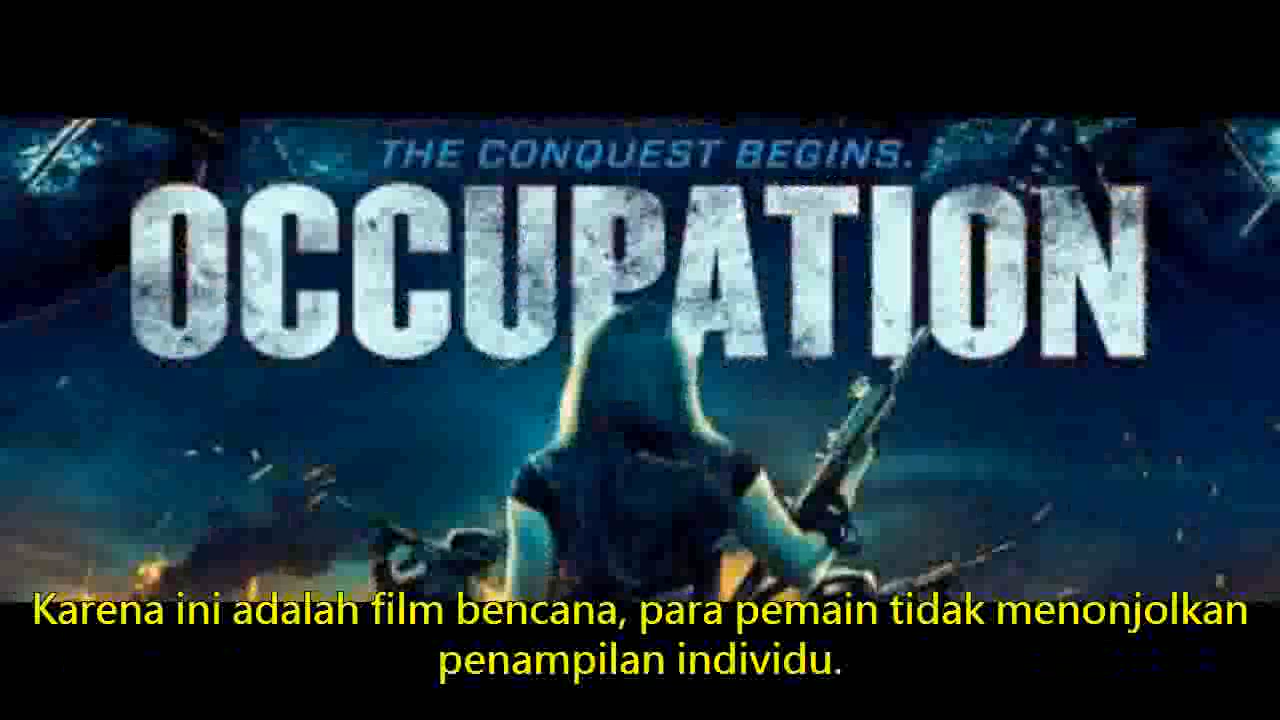 THE CONQUEST BEGINS.
OCCUPATION
Karena ini adalah film bencana, para pemain tidak menonjolkan
penampilan individu.